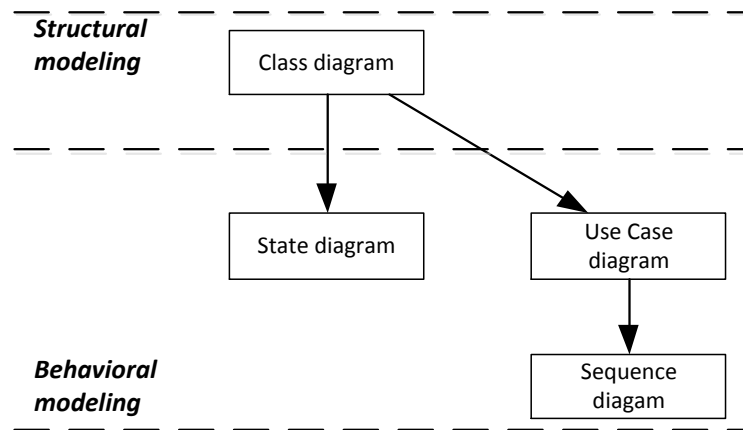 Structural
modeling
Class diagram
State diagram
Use Case
diagram
Behavioral
modeling
Sequence
diagam